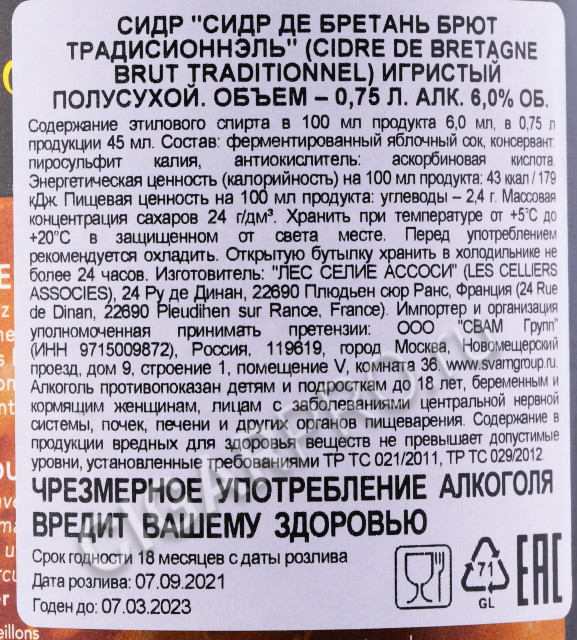 СИДР "СИДР ДЕ БРЕТАНЬ БРЮТ
ТРАДИСИОННЭЛЬ" (CIDRE DE BRETAGNE
BRUT TRADITIONNEL) ИГРИСТЫЙ
ПОЛУСУХОЙ. ОБЪЕМ – 0,75 Л. АЛК. 6,0% ОБ.
Содержание этилового спирта в 100 мл продукта 6,0 мл, в 0,75 л
продукции 45 мл. Состав: ферментированный яблочный сок, консервант:
пиросульфит калия, антиокислитель: аскорбиновая кислота.
Энергетическая ценность (калорийность) на 100 мл продукта: 43 ккал / 179
кДж. Пищевая ценность на 100 мл продукта: углеводы – 2,4 г. Массовая
концентрация сахаров 24 г/дм³. Хранить при температуре от +5°C до
+20°C в защищенном от света месте. Перед употреблением
рекомендуется охладить. Открытую бутылку хранить в холодильнике не
более 24 часов. Изготовитель: "ЛЕС СЕЛИЕ АССОСИ" (LES CELLIERS
ASSOCIES), 24 Ру де Динан, 22690 Плюдьен сюр Ранс, Франция (24 Rue
de Dinan, 22690 Pleudihen sur Rance, France). Импортер и организация
уполномоченная принимать претензии: ООО "СВАМ Групп"
(ИНН 9715009872), Россия, 119619, город Москва, Новомещерский
проезд, дом 9, строение 1, помещение V, комната 36. www.svamgroup.ru.
Алкоголь противопоказан детям и подросткам до 18 лет, беременным и
кормящим женщинам, лицам с заболеваниями центральной нервной
системы, почек, печени и других органов пищеварения. Содержание в
продукции вредных для здоровья веществ не превышает допустимые
уровни, установленные требованиями ТР ТС 021/2011, ТР ТС 029/2012
ЧРЕЗМЕРНОЕ УПОТРЕБЛЕНИЕ АЛКОГОЛЯ
ВРЕДИТ ВАШЕМУ ЗДОРОВЬЮ
Срок годности 18 месяцев с даты розлива
Дата розлива: 07.09.2021
Годен до: 07.03.2023
71
GL
EAC